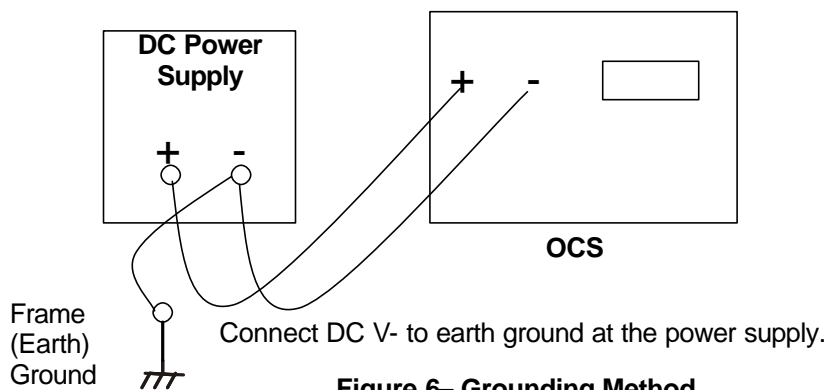 DC Power
Supply
+ -
+ -
OCS
Frame
(Earth)
Ground
Connect DC V- to earth ground at the power supply.
Figure 6– Grounding Method